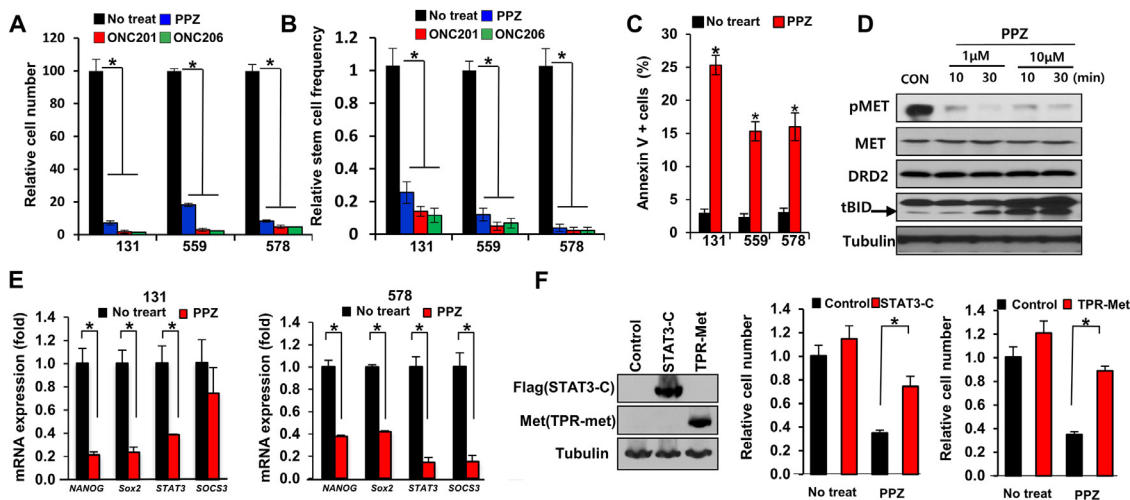 A
No treat PPZ
ONC201 ONC206
Relative cell number
120
100
80
60
40
20
0
* * *
131 559 578
B
No treat PPZ
ONC201 ONC206
Relative stem cell frequency
1.2
1
0.8
0.6
0.4
0.2
0
* * *
131 559 578
C
No treart PPZ
Annexin V + cells (%)
30
25
20
15
10
5
0
* * *
131 559 578
D
PPZ
1μM 10μM
CON 10 30 10 30 (min)
pMET
MET
DRD2
tBID
Tubulin
E
131
No treart PPZ
mRNA expression (fold)
1.4
1.2
1.0
0.8
0.6
0.4
0.2
0.0
* * *
NANOG Sox2 STAT3 SOCS3
578
No treart PPZ
mRNA expression (fold)
1.4
1.2
1.0
0.8
0.6
0.4
0.2
0.0
* * * *
NANOG Sox2 STAT3 SOCS3
F
Control STAT3-C TPR-Met
Flag(STAT3-C)
Met(TPR-met)
Tubulin
Control STAT3-C
Relative cell number
1.4
1.2
1.0
0.8
0.6
0.4
0.2
0.0
*
No treat PPZ
Control TPR-Met
Relative cell number
1.4
1.2
1.0
0.8
0.6
0.4
0.2
0.0
*
No treat PPZ